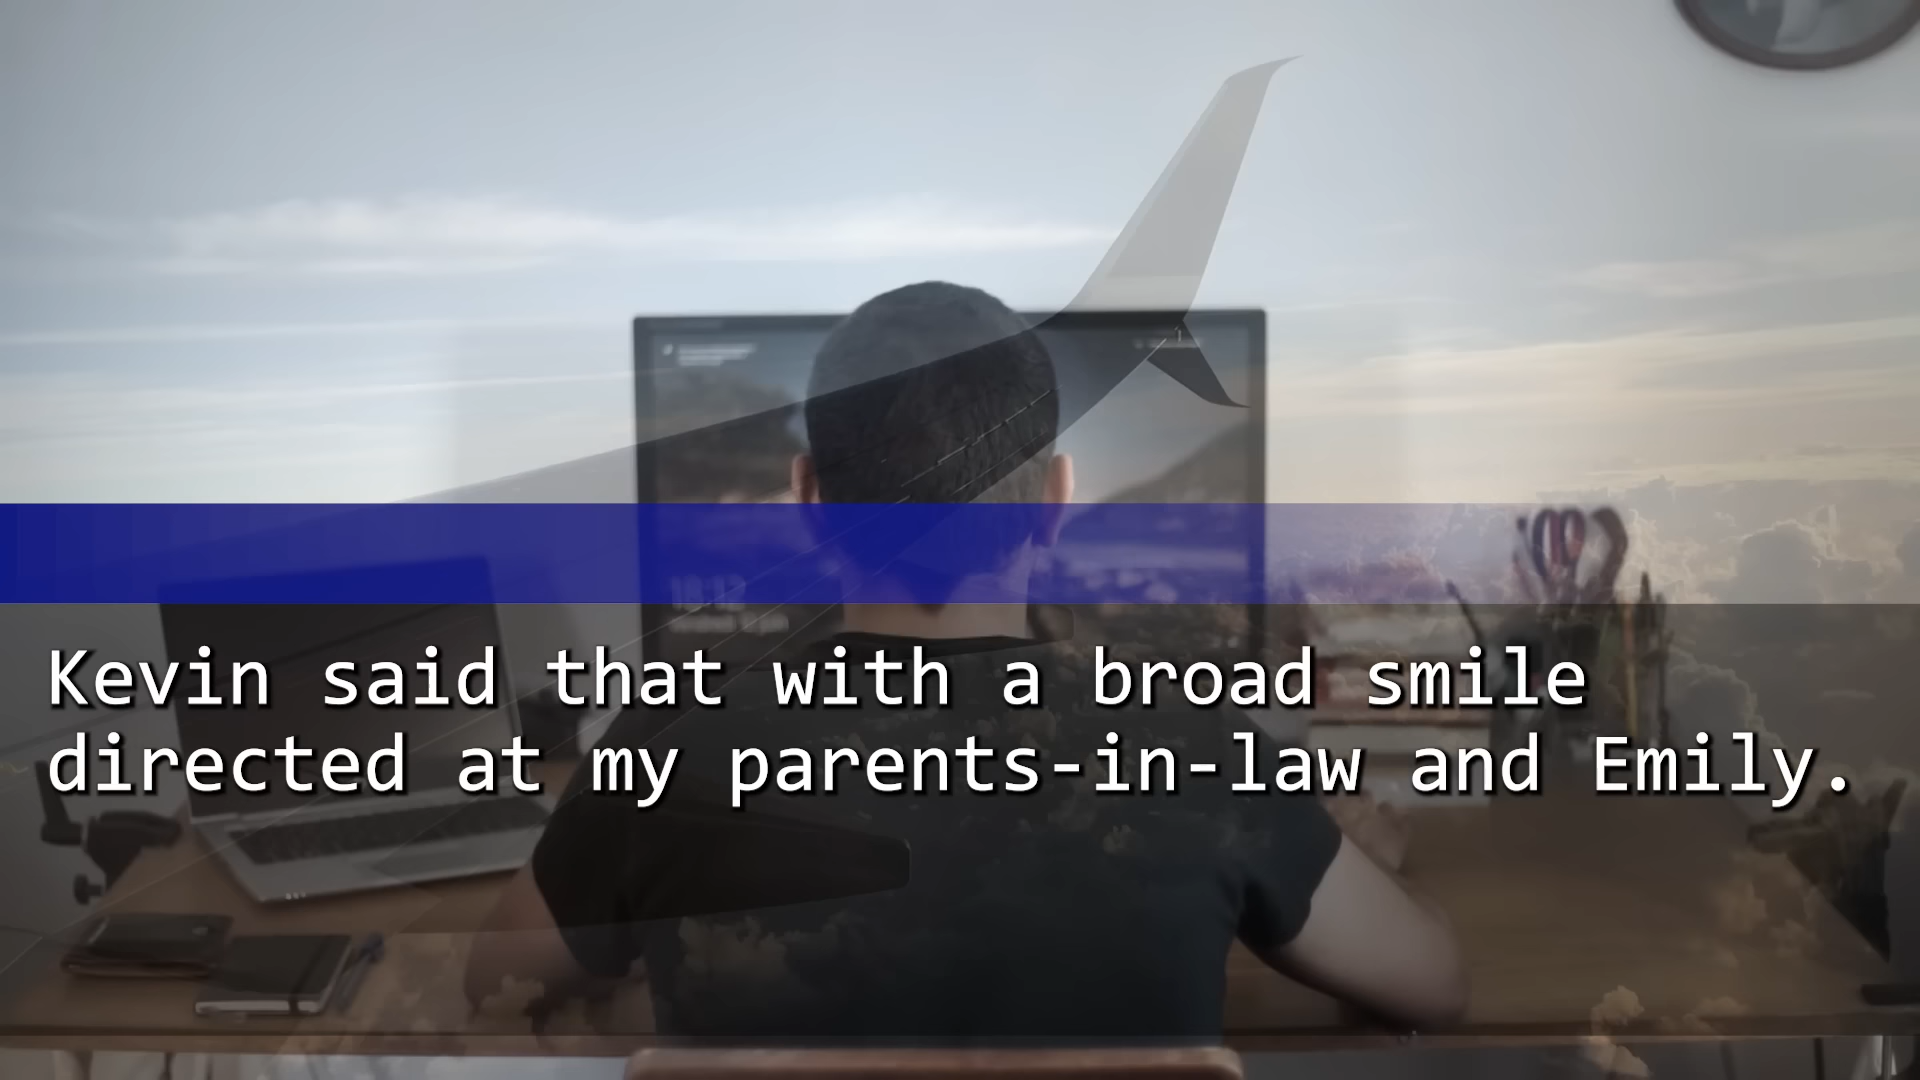 Kevin said that with a broad smile
directed at my parents-in-law and Emily.